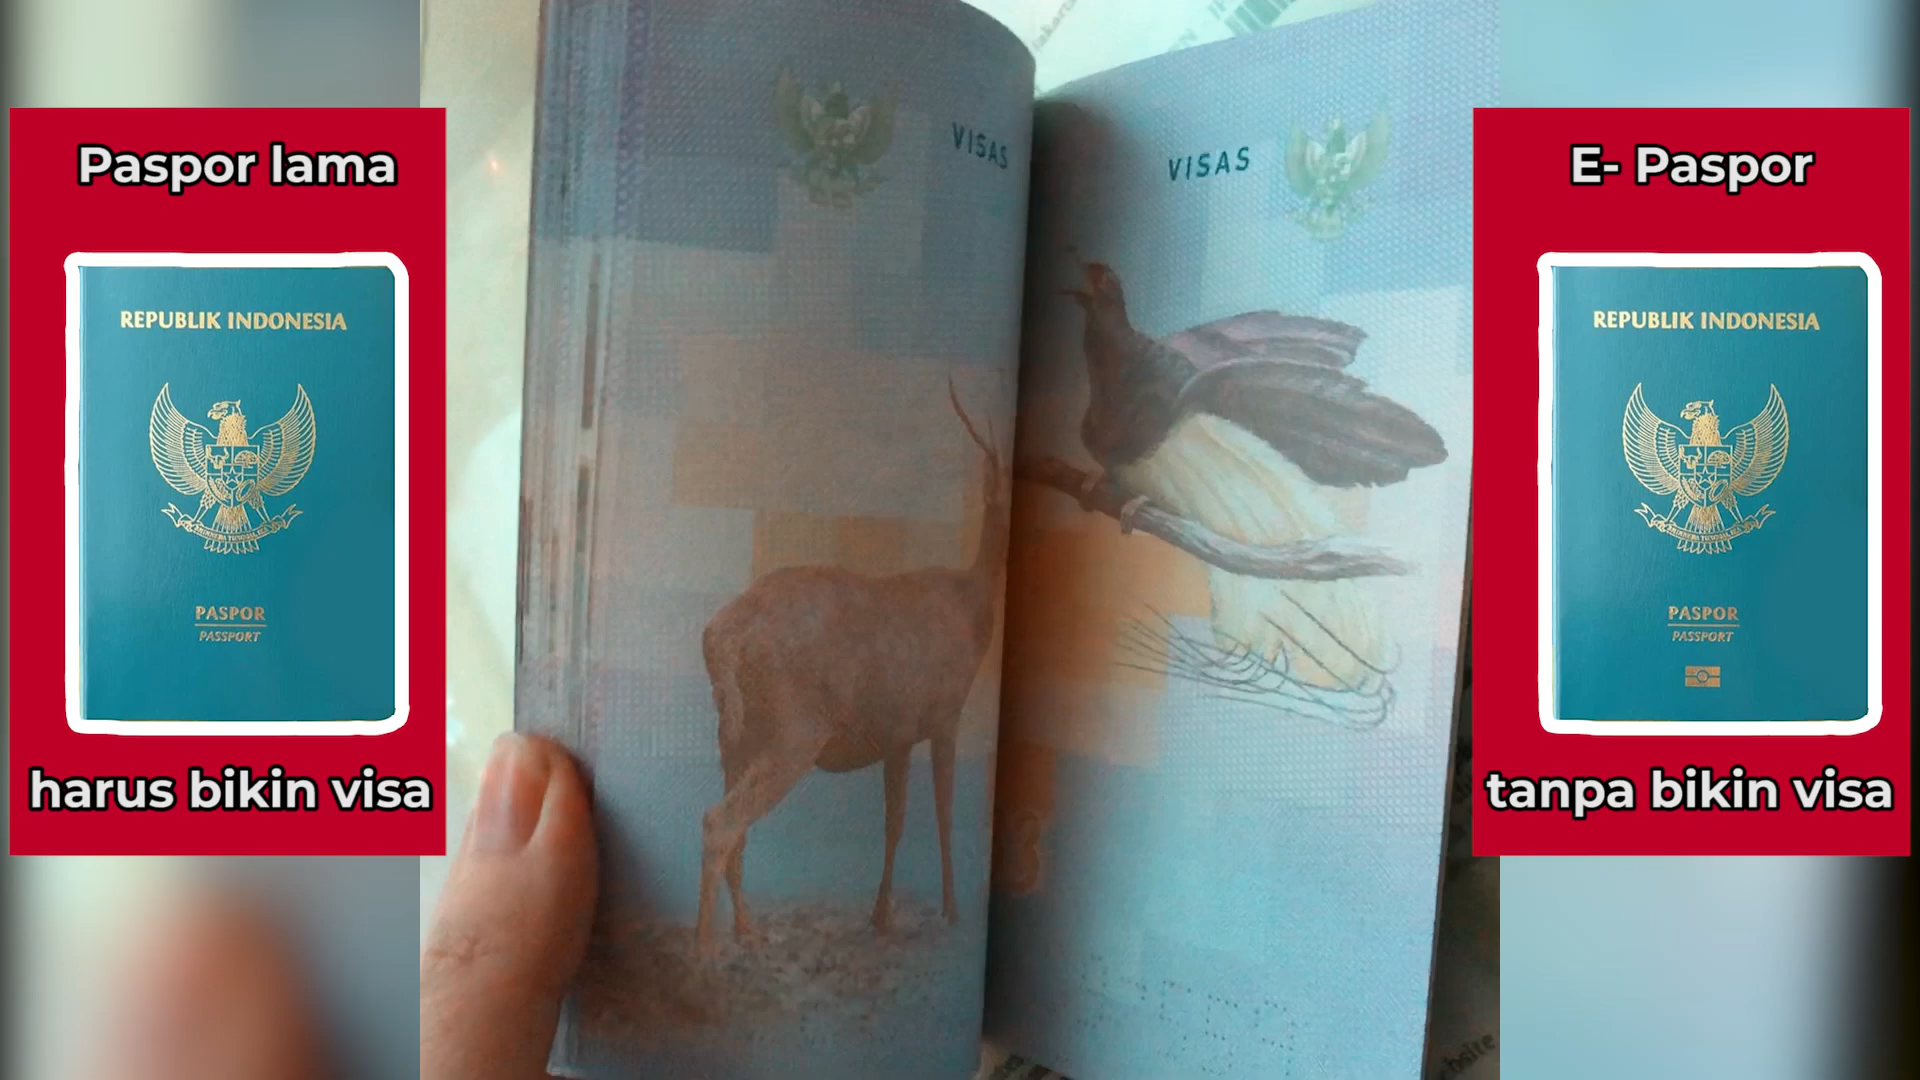 Paspor lama
REPUBLIK INDONESIA
PASPOR
PASSPORT
harus bikin visa
VISAS
VISAS
E- Paspor
REPUBLIK INDONESIA
PASPOR
PASSPORT
tanpa bikin visa